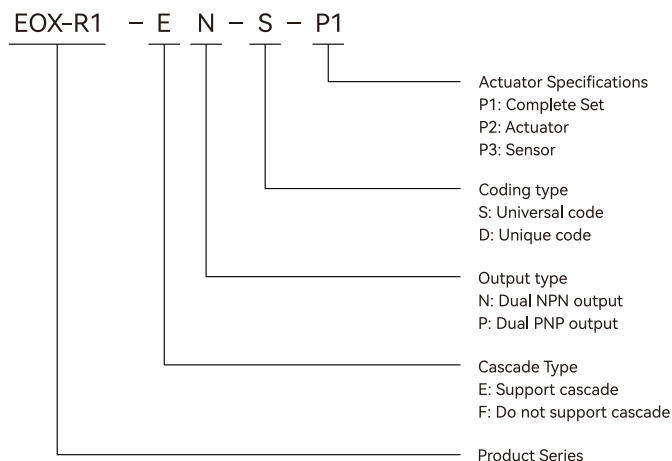 EOX-R1 - E N - S - P1
Actuator Specifications
P1: Complete Set
P2: Actuator
P3: Sensor
Coding type
S: Universal code
D: Unique code
Output type
N: Dual NPN output
P: Dual PNP output
Cascade Type
E: Support cascade
F: Do not support cascade
Product Series